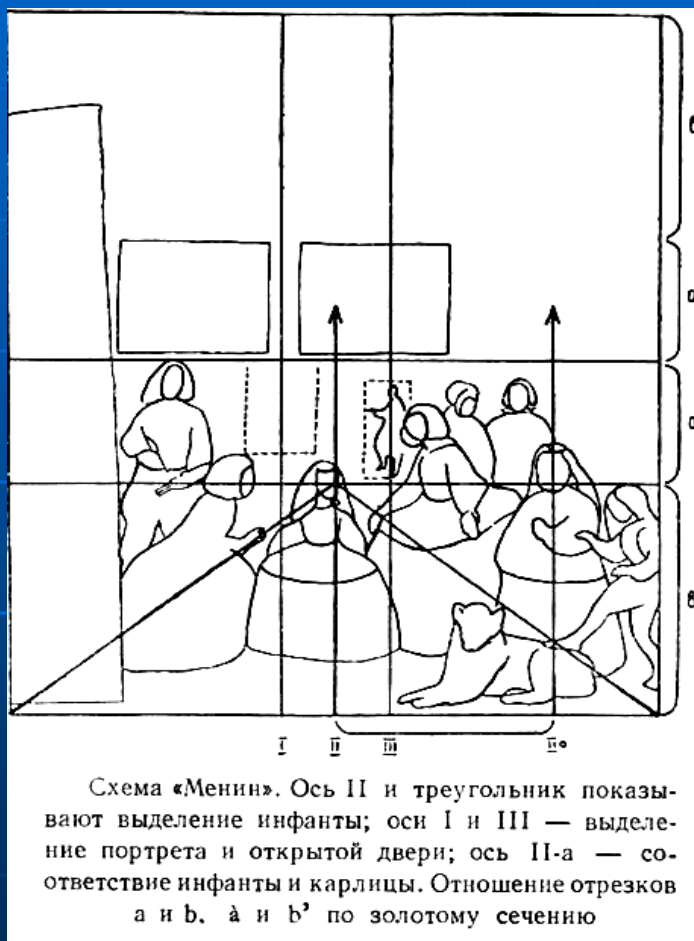 I II III II a
Схема «Менин». Ось II и треугольник показы-
вают выделение инфанты; оси I и III — выделе-
ние портрета и открытой двери; ось II-а — со-
ответствие инфанты и карлицы. Отношение отрезков
а и b. à и b’ по золотому сечению